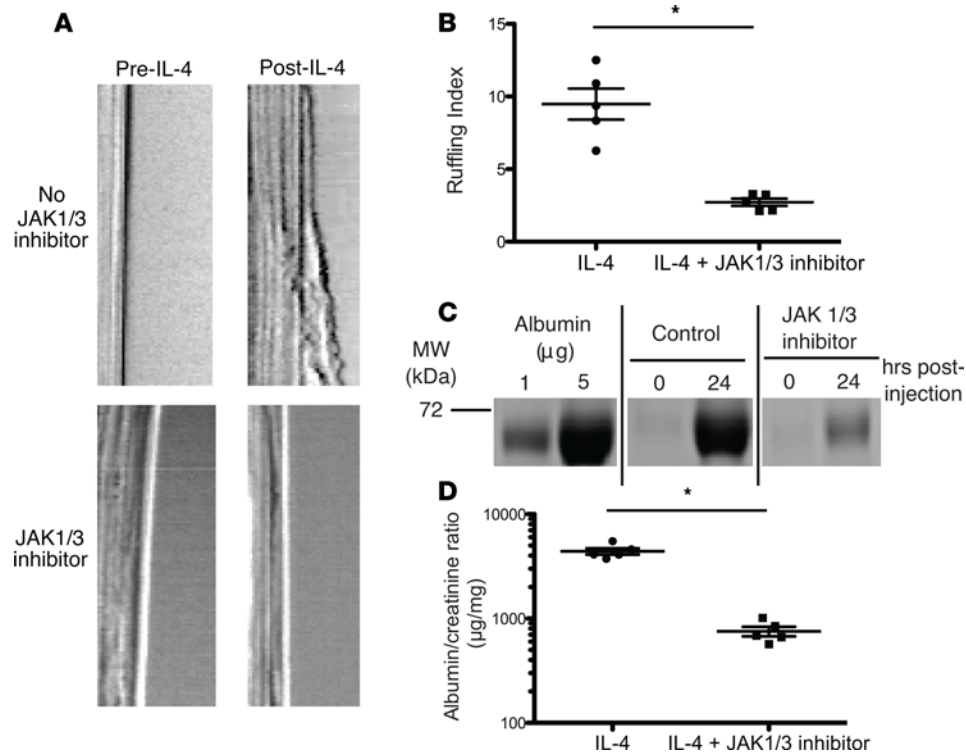 A
Pre-IL-4
Post-IL-4
No
JAK1/3
inhibitor
JAK1/3
inhibitor
B
*
Ruffling Index
15
10
5
0
IL-4
IL-4 + JAK1/3 inhibitor
C
MW
(kDa)
Albumin
(µg)
Control
JAK 1/3
inhibitor
1
5
0
24
0
24
hrs post-
injection
72
D
*
Albumin/creatinine ratio
(µg/mg)
10000
1000
100
IL-4
IL-4 + JAK1/3 inhibitor